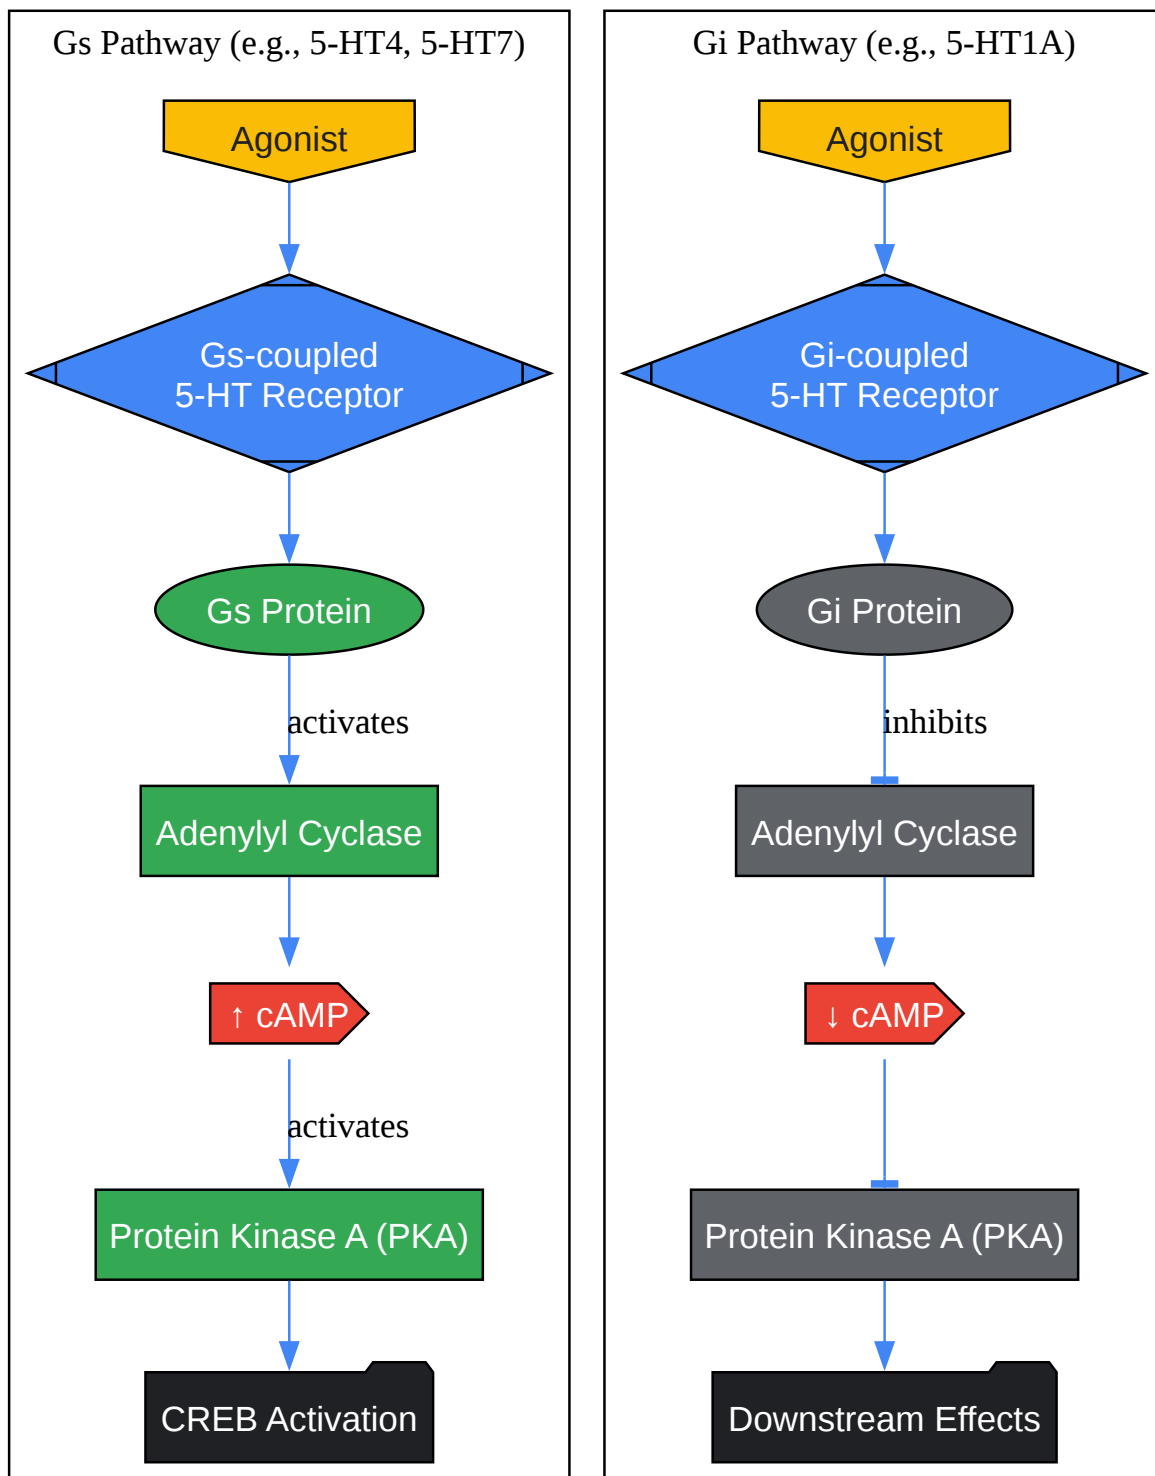 Gs Pathway (e.g., 5-HT4, 5-HT7)
Agonist
Gs-coupled
5-HT Receptor
Gs Protein
activates
Adenylyl Cyclase
↑ cAMP
activates
Protein Kinase A (PKA)
CREB Activation
Gi Pathway (e.g., 5-HT1A)
Agonist
Gi-coupled
5-HT Receptor
Gi Protein
inhibits
Adenylyl Cyclase
↓ cAMP
Protein Kinase A (PKA)
Downstream Effects